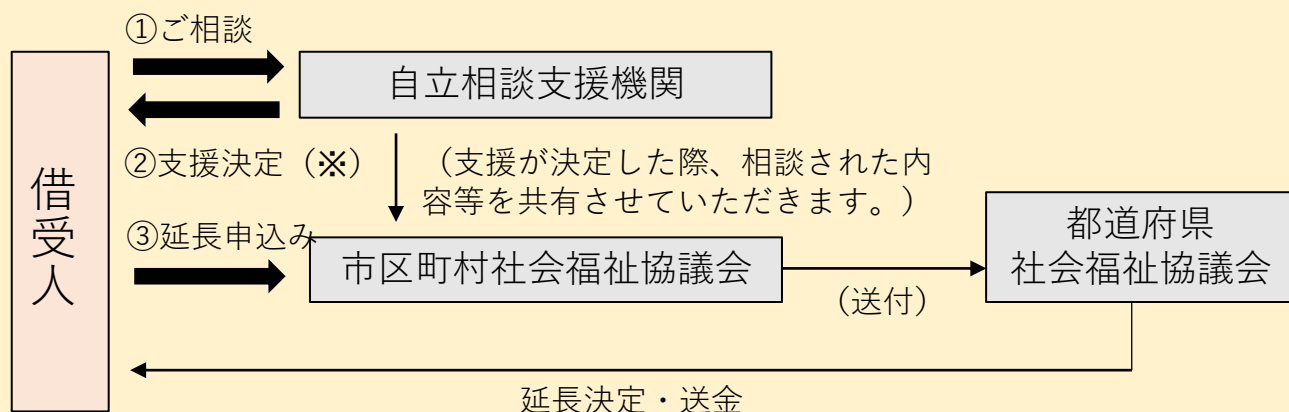 ①ご相談
自立相談支援機関
②支援決定（※）
（支援が決定した際、相談された内
容等を共有させていただきます。）
借受人
③延長申込み
市区町村社会福祉協議会
（送付）
都道府県
社会福祉協議会
延長決定・送金